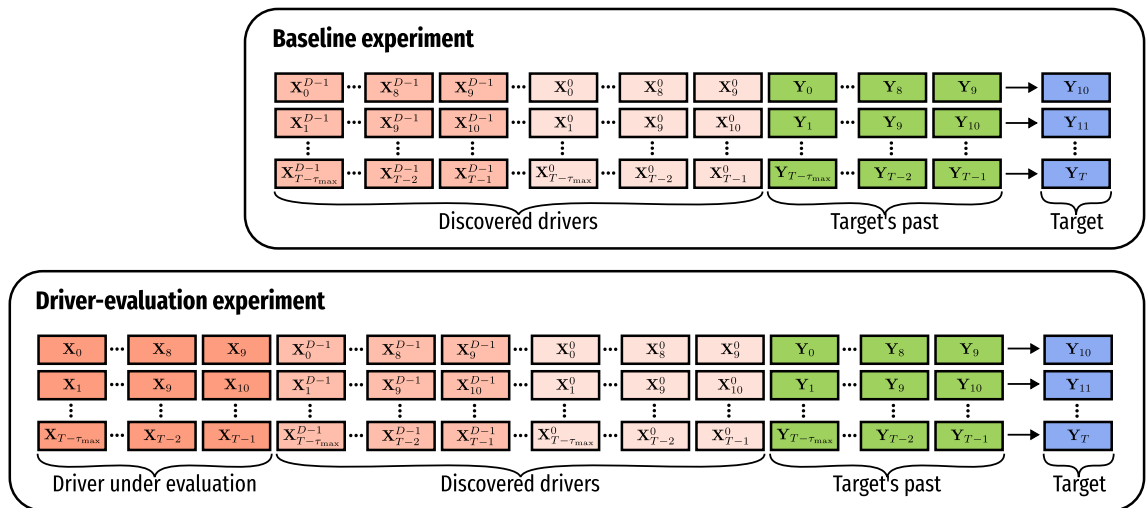 Baseline experiment
X_0^{D−1} ··· X_8^{D−1} X_9^{D−1} ··· X_0^0 ··· X_8^0 X_9^0 Y_0 ··· Y_8 Y_9 → Y_10
X_1^{D−1} ··· X_9^{D−1} X_10^{D−1} ··· X_1^0 ··· X_9^0 X_10^0 Y_1 ··· Y_9 Y_10 → Y_11
X_{T−τ_max}^{D−1} ··· X_{T−2}^{D−1} X_{T−1}^{D−1} ··· X_{T−τ_max}^0 ··· X_{T−2}^0 X_{T−1}^0 Y_{T−τ_max} ··· Y_{T−2} Y_{T−1} → Y_T
Discovered drivers Target's past Target
Driver-evaluation experiment
X_0 ··· X_8 X_9 X_0^{D−1} ··· X_8^{D−1} X_9^{D−1} ··· X_0^0 ··· X_8^0 X_9^0 Y_0 ··· Y_8 Y_9 → Y_10
X_1 ··· X_9 X_10 X_1^{D−1} ··· X_9^{D−1} X_10^{D−1} ··· X_1^0 ··· X_9^0 X_10^0 Y_1 ··· Y_9 Y_10 → Y_11
X_{T−τ_max} ··· X_{T−2} X_{T−1} X_{T−τ_max}^{D−1} ··· X_{T−2}^{D−1} X_{T−1}^{D−1} ··· X_{T−τ_max}^0 ··· X_{T−2}^0 X_{T−1}^0 Y_{T−τ_max} ··· Y_{T−2} Y_{T−1} → Y_T
Driver under evaluation Discovered drivers Target's past Target